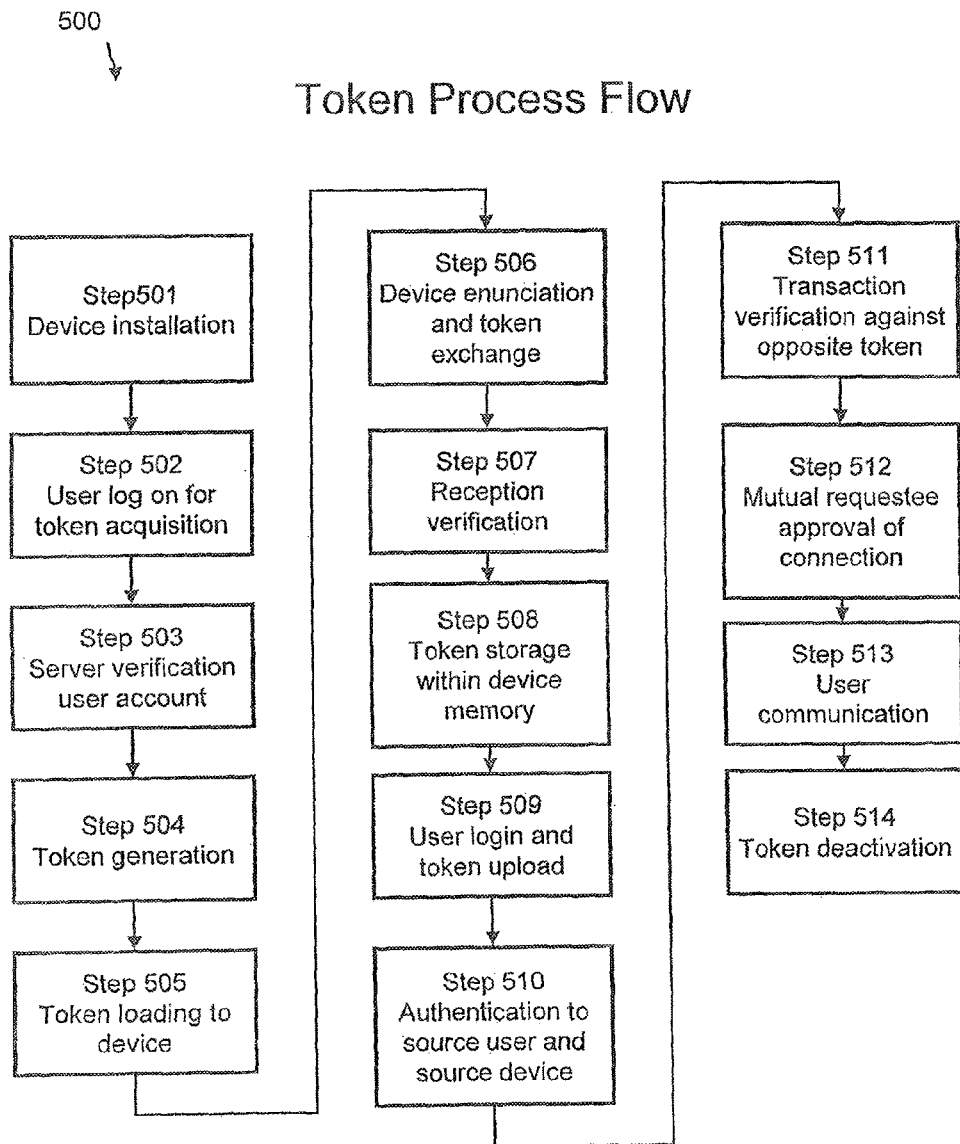 500
Token Process Flow
Step501
Device installation
Step 502
User log on for
token acquisition
Step 503
Server verification
user account
Step 504
Token generation
Step 505
Token loading to
device
Step 506
Device enunciation
and token
exchange
Step 507
Reception
verification
Step 508
Token storage
within device
memory
Step 509
User login and
token upload
Step 510
Authentication to
source user and
source device
Step 511
Transaction
verification against
opposite token
Step 512
Mutual requestee
approval of
connection
Step 513
User
communication
Step 514
Token deactivation